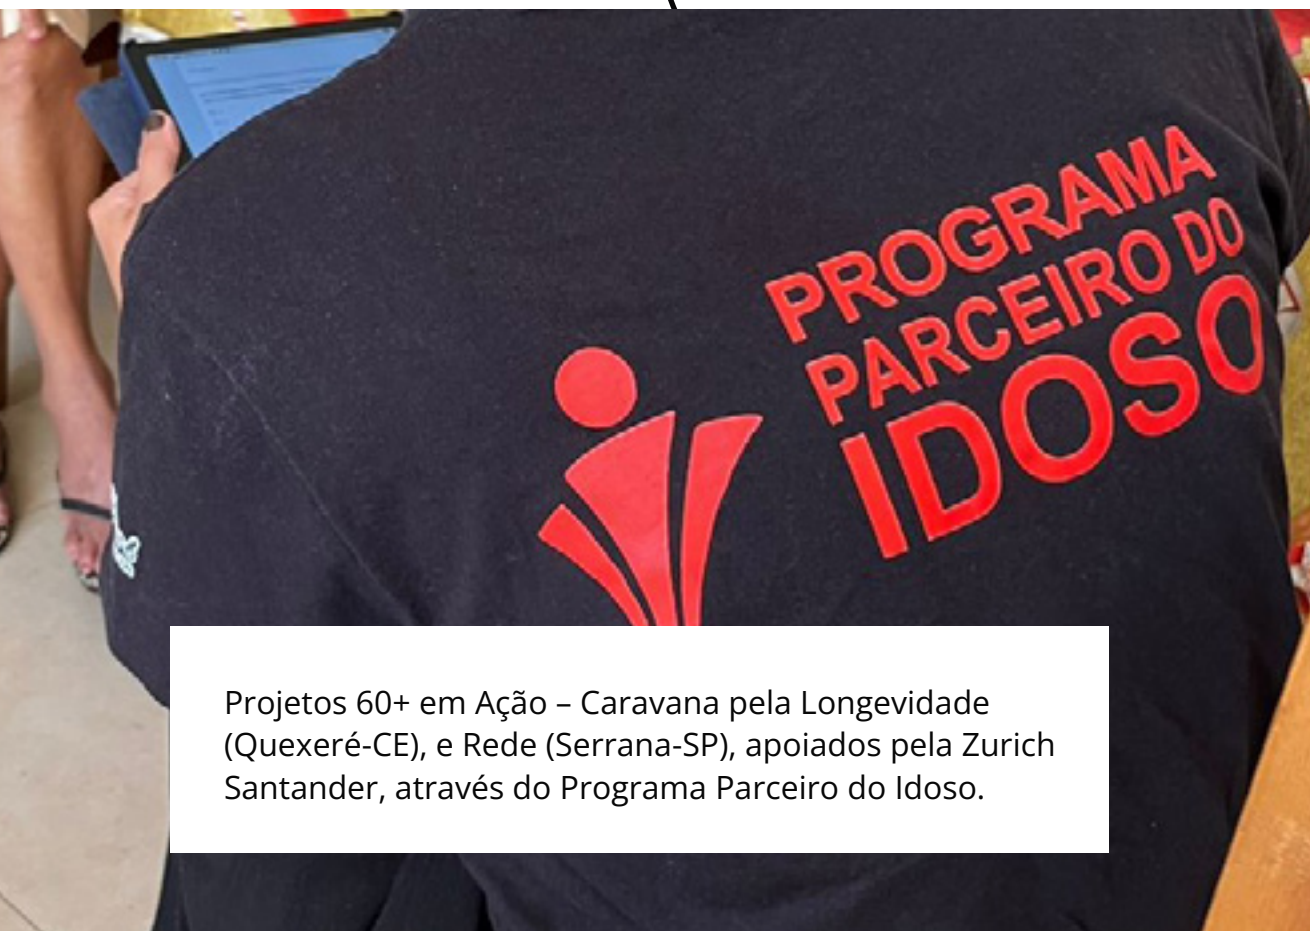 PROGRAMA
PARCEIRO DO
IDOSO
Projetos 60+ em Ação – Caravana pela Longevidade
(Quexeré-CE), e Rede (Serrana-SP), apoiados pela Zurich
Santander, através do Programa Parceiro do Idoso.